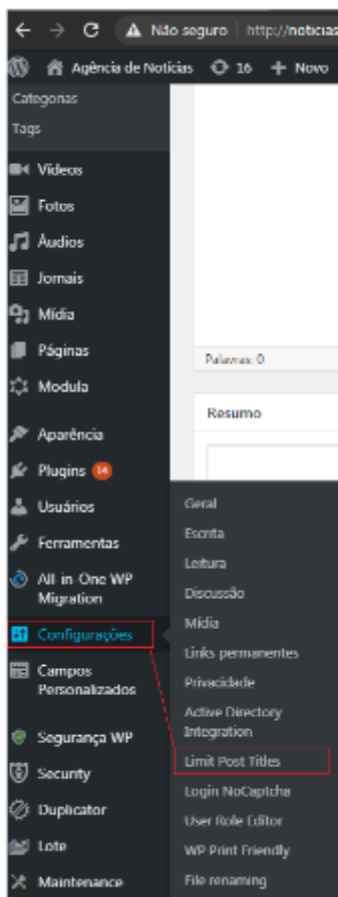 Não seguro | http://noticias
Agência de Notícias 16 + Novo
Categorias
Tags
Vídeos
Fotos
Áudios
Jornais
Mídia
Páginas
Modula
Aparência
Plugins 14
Usuários
Ferramentas
All-in-One WP
Migration
Configurações
Campos
Personalizados
Segurança WP
Security
Duplicator
Lote
Maintenance
Palavras: 0
Resumo
Geral
Escrita
Leitura
Discussão
Mídia
Links permanentes
Privacidade
Active Directory
Integration
Limit Post Titles
Login NoCaptcha
User Role Editor
WP Print Friendly
File renaming